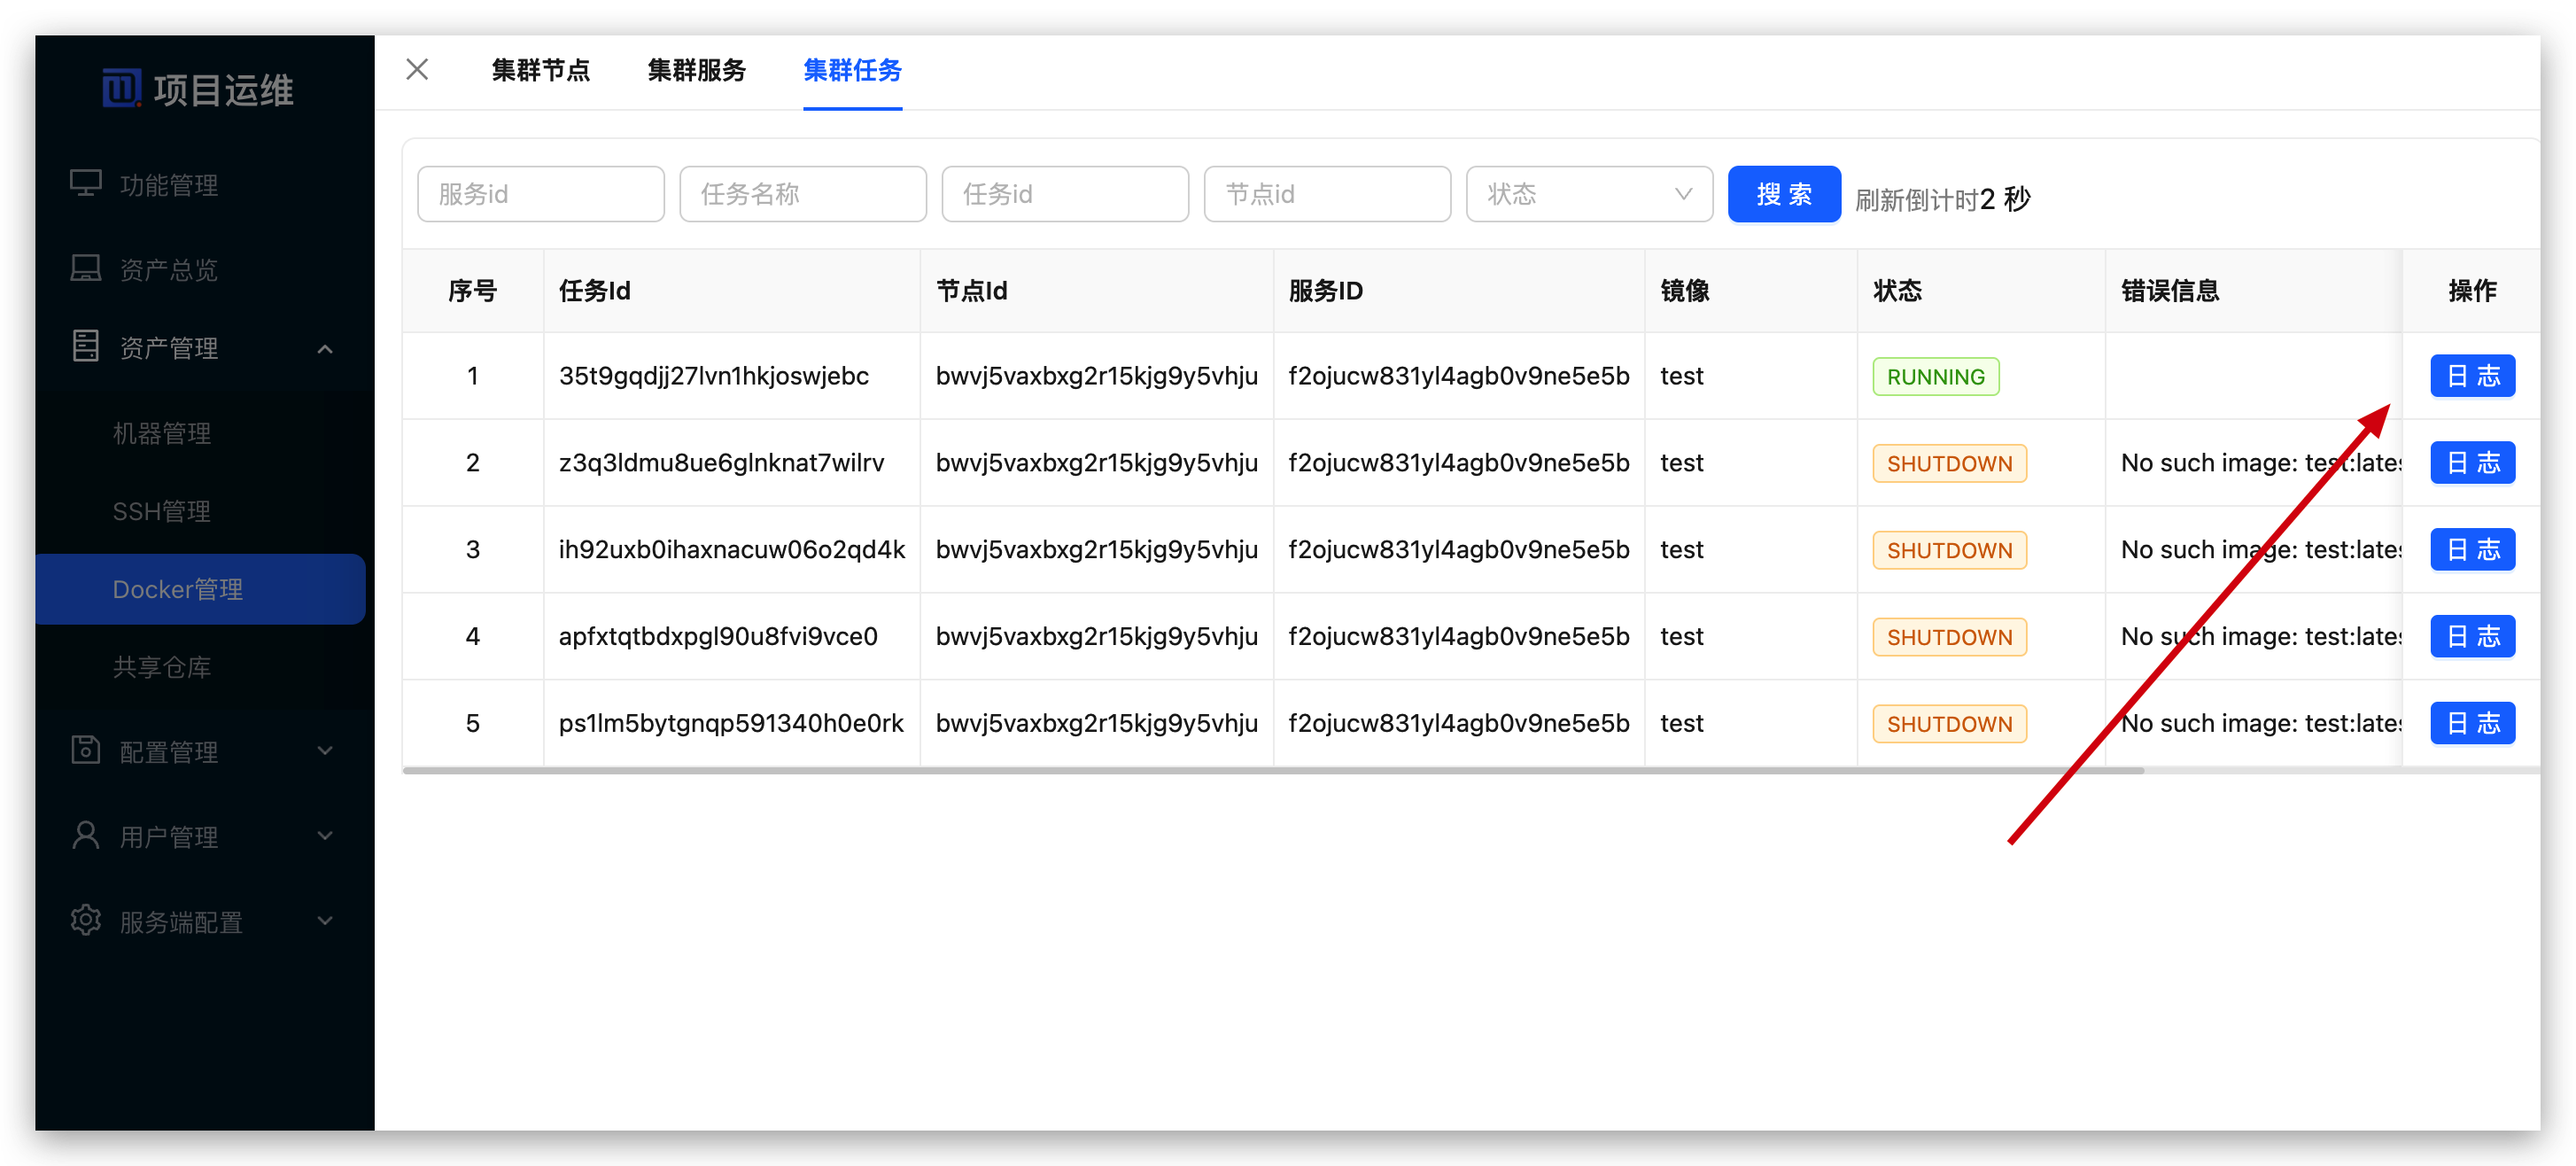 项目运维
功能管理
资产总览
资产管理
机器管理
SSH管理
Docker管理
共享仓库
配置管理
用户管理
服务端配置
集群节点 集群服务 集群任务
服务id 任务名称 任务id 节点id 状态 搜 索 刷新倒计时2 秒
序号 任务Id 节点Id 服务ID 镜像 状态 错误信息 操作
1 35t9gqdjj27lvn1hkjoswjebc bwvj5vaxbxg2r15kjg9y5vhju f2ojucw831yl4agb0v9ne5e5b test RUNNING 日 志
2 z3q3ldmu8ue6glnknat7wilrv bwvj5vaxbxg2r15kjg9y5vhju f2ojucw831yl4agb0v9ne5e5b test SHUTDOWN No such image: test:lates 日 志
3 ih92uxb0ihaxnacuw06o2qd4k bwvj5vaxbxg2r15kjg9y5vhju f2ojucw831yl4agb0v9ne5e5b test SHUTDOWN No such image: test:lates 日 志
4 apfxtqtbdxpgl90u8fvi9vce0 bwvj5vaxbxg2r15kjg9y5vhju f2ojucw831yl4agb0v9ne5e5b test SHUTDOWN No such image: test:lates 日 志
5 ps1lm5bytgnqp591340h0e0rk bwvj5vaxbxg2r15kjg9y5vhju f2ojucw831yl4agb0v9ne5e5b test SHUTDOWN No such image: test:lates 日 志